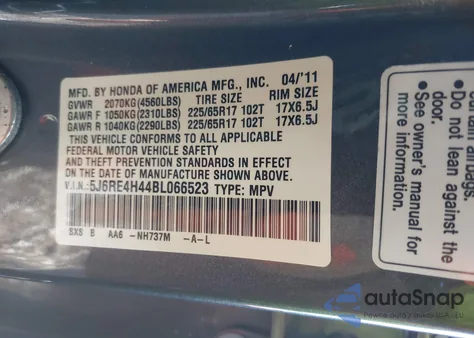 MFD. BY HONDA OF AMERICA MFG., INC. 04/'11
GVWR 2070KG(4560LBS) TIRE SIZE RIM SIZE
GAWR F 1050KG(2310LBS) 225/65R17 102T 17X6.5J
GAWR R 1040KG(2290LBS) 225/65R17 102T 17X6.5J
THIS VEHICLE CONFORMS TO ALL APPLICABLE
FEDERAL MOTOR VEHICLE SAFETY
AND THEFT PREVENTION STANDARDS IN EFFECT
ON THE DATE OF MANUFACTURE SHOWN ABOVE.
V.I.N.:5J6RE4H44BL066523 TYPE: MPV
SXS B AA6 -NH737M -A-L
air bags.
• Do not
the
door.
• See owner's
manual for
more
information.
autoSnap